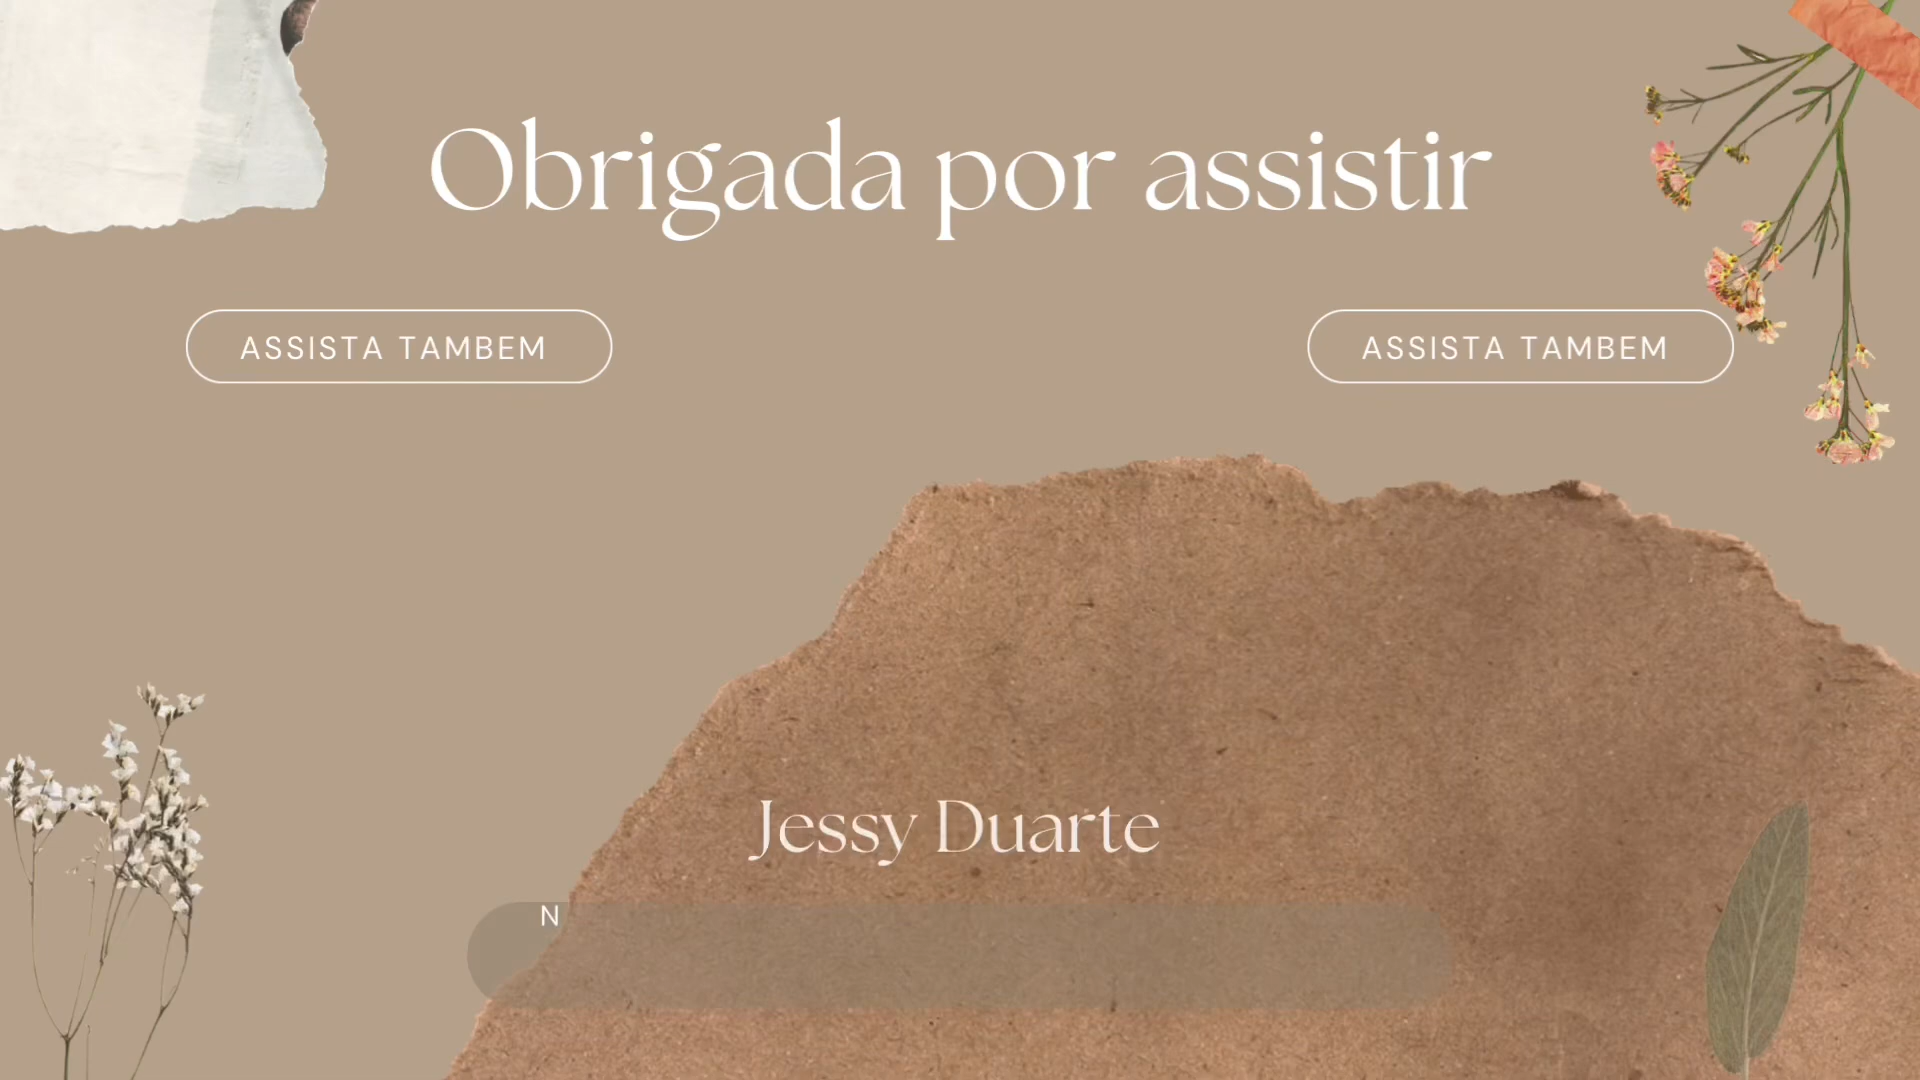 Obrigada por assistir
ASSISTA TAMBEM
ASSISTA TAMBEM
Jessy Duarte
N